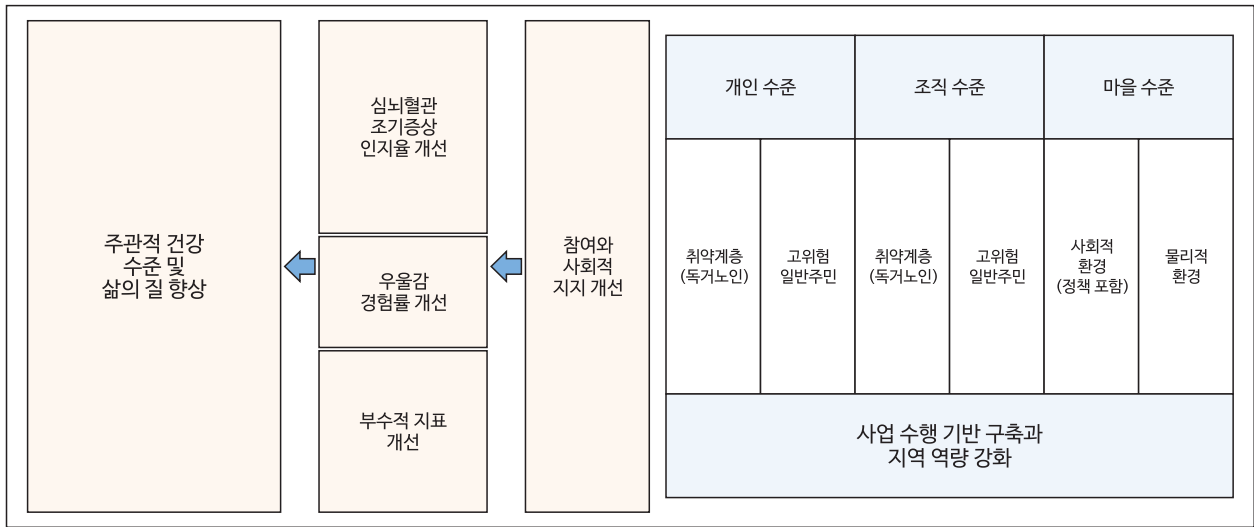 주관적 건강
수준 및
삶의 질 향상
심뇌혈관
조기증상
인지율 개선
우울감
경험률 개선
부수적 지표
개선
참여와
사회적
지지 개선
개인 수준
조직 수준
마을 수준
취약계층
(독거노인)
고위험
일반주민
취약계층
(독거노인)
고위험
일반주민
사회적
환경
(정책 포함)
물리적
환경
사업 수행 기반 구축과
지역 역량 강화